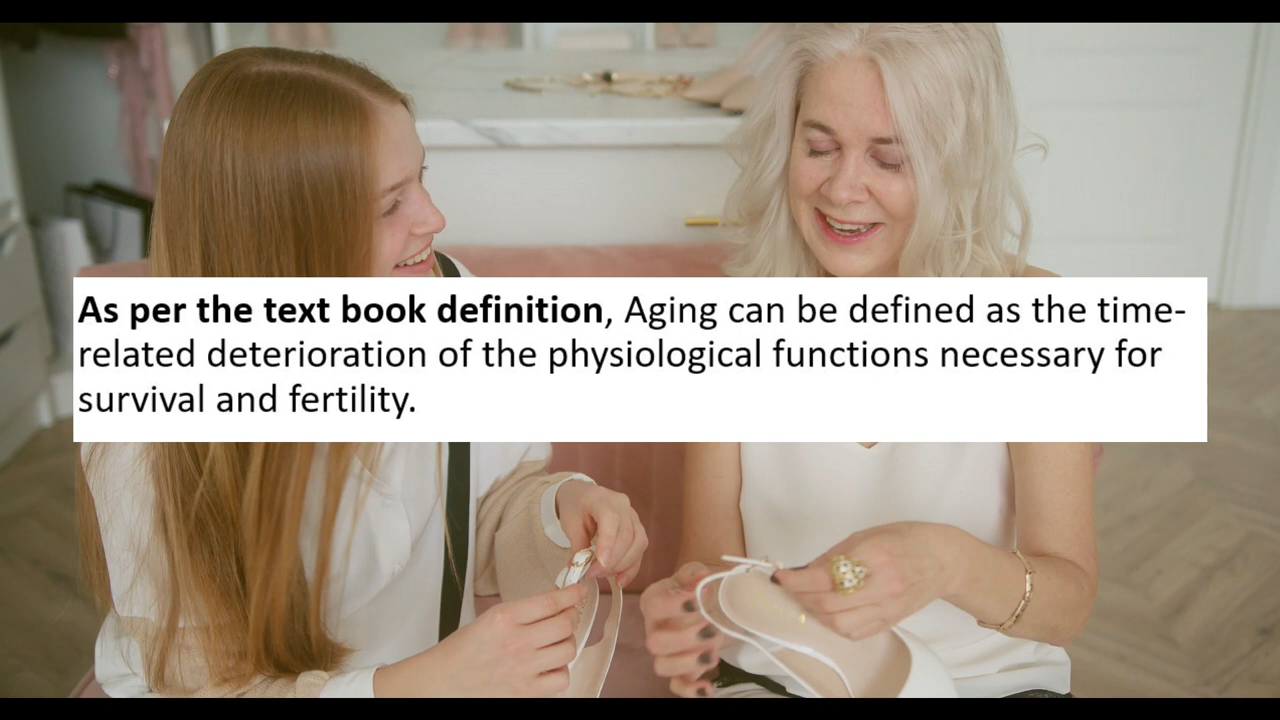 As per the text book definition, Aging can be defined as the time-
related deterioration of the physiological functions necessary for
survival and fertility.